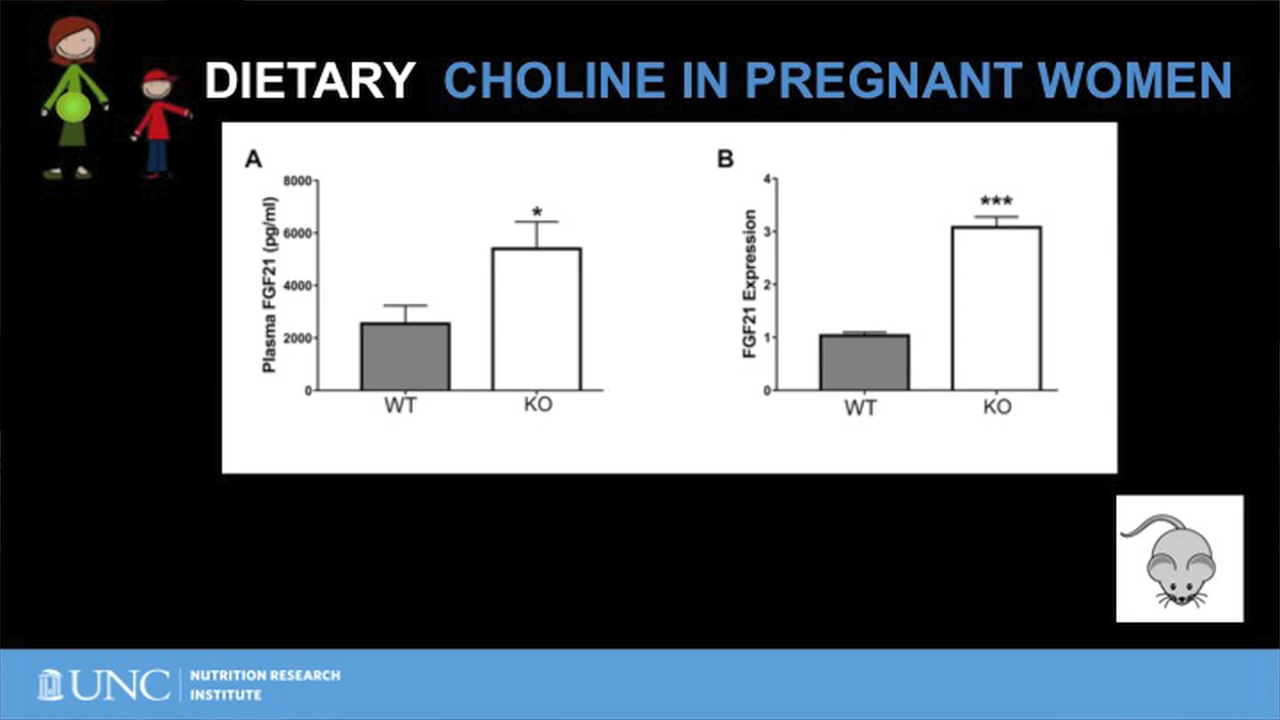 DIETARY CHOLINE IN PREGNANT WOMEN
A
Plasma FGF21 (pg/ml)
8000
6000
4000
2000
0
*
WT
KO
B
FGF21 Expression
4
3
2
1
0
***
WT
KO
UNC
NUTRITION RESEARCH
INSTITUTE